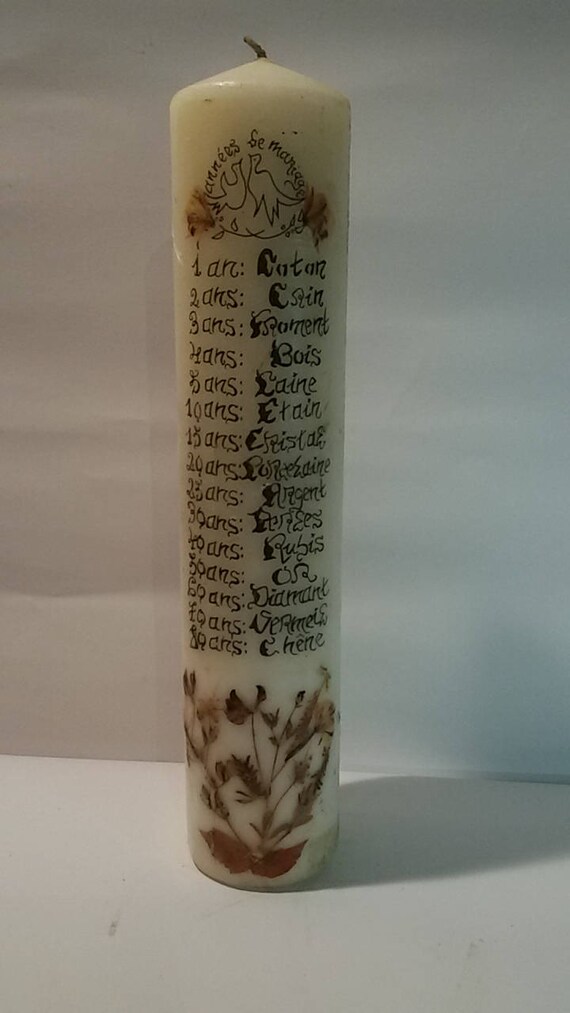 années de mariage
1 an: Coton
2 ans: Crin
3 ans: Froment
4 ans: Bois
5 ans: Laine
10 ans: Etain
15 ans: Cristal
20 ans: Porcelaine
25 ans: Argent
30 ans: Perles
40 ans: Rubis
50 ans: OR
60 ans: Diamant
70 ans: Vermeil
80 ans: Chêne